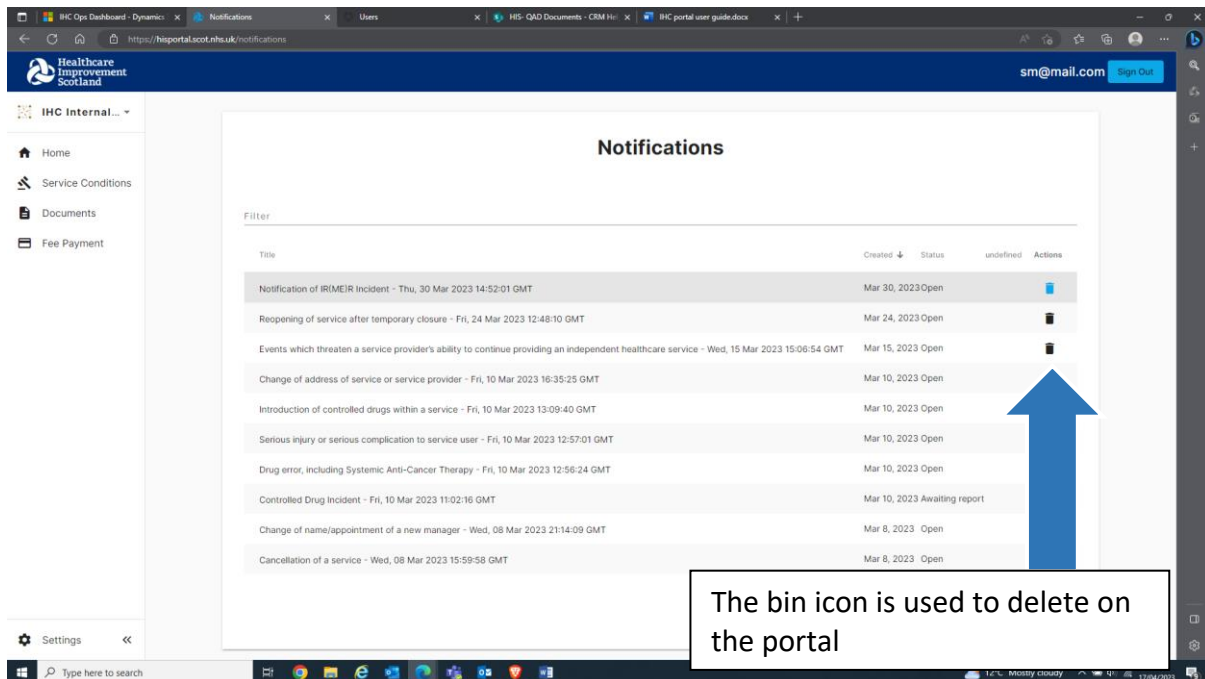 IHC Ops Dashboard - Dynamics
Notifications
Users
HIS- QAD Documents - CRM He
IHC portal user guide.docx
https://hisportal.scot.nhs.uk/notifications
Healthcare
Improvement
Scotland
sm@mail.com
Sign Out
IHC Internal...
Home
Service Conditions
Documents
Fee Payment
Notifications
Filter
Title Created Status undefined Actions
Notification of IR(ME)R Incident - Thu, 30 Mar 2023 14:52:01 GMT Mar 30, 2023 Open
Reopening of service after temporary closure - Fri, 24 Mar 2023 12:48:10 GMT Mar 24, 2023 Open
Events which threaten a service provider's ability to continue providing an independent healthcare service - Wed, 15 Mar 2023 15:06:54 GMT Mar 15, 2023 Open
Change of address of service or service provider - Fri, 10 Mar 2023 16:35:25 GMT Mar 10, 2023 Open
Introduction of controlled drugs within a service - Fri, 10 Mar 2023 13:09:40 GMT Mar 10, 2023 Open
Serious injury or serious complication to service user - Fri, 10 Mar 2023 12:57:01 GMT Mar 10, 2023 Open
Drug error, including Systemic Anti-Cancer Therapy - Fri, 10 Mar 2023 12:56:24 GMT Mar 10, 2023 Open
Controlled Drug Incident - Fri, 10 Mar 2023 11:02:16 GMT Mar 10, 2023 Awaiting report
Change of name/appointment of a new manager - Wed, 08 Mar 2023 21:14:09 GMT Mar 8, 2023 Open
Cancellation of a service - Wed, 08 Mar 2023 15:59:58 GMT Mar 8, 2023 Open
The bin icon is used to delete on
the portal
Settings
Type here to search
12°C Mostly cloudy
17/04/2023